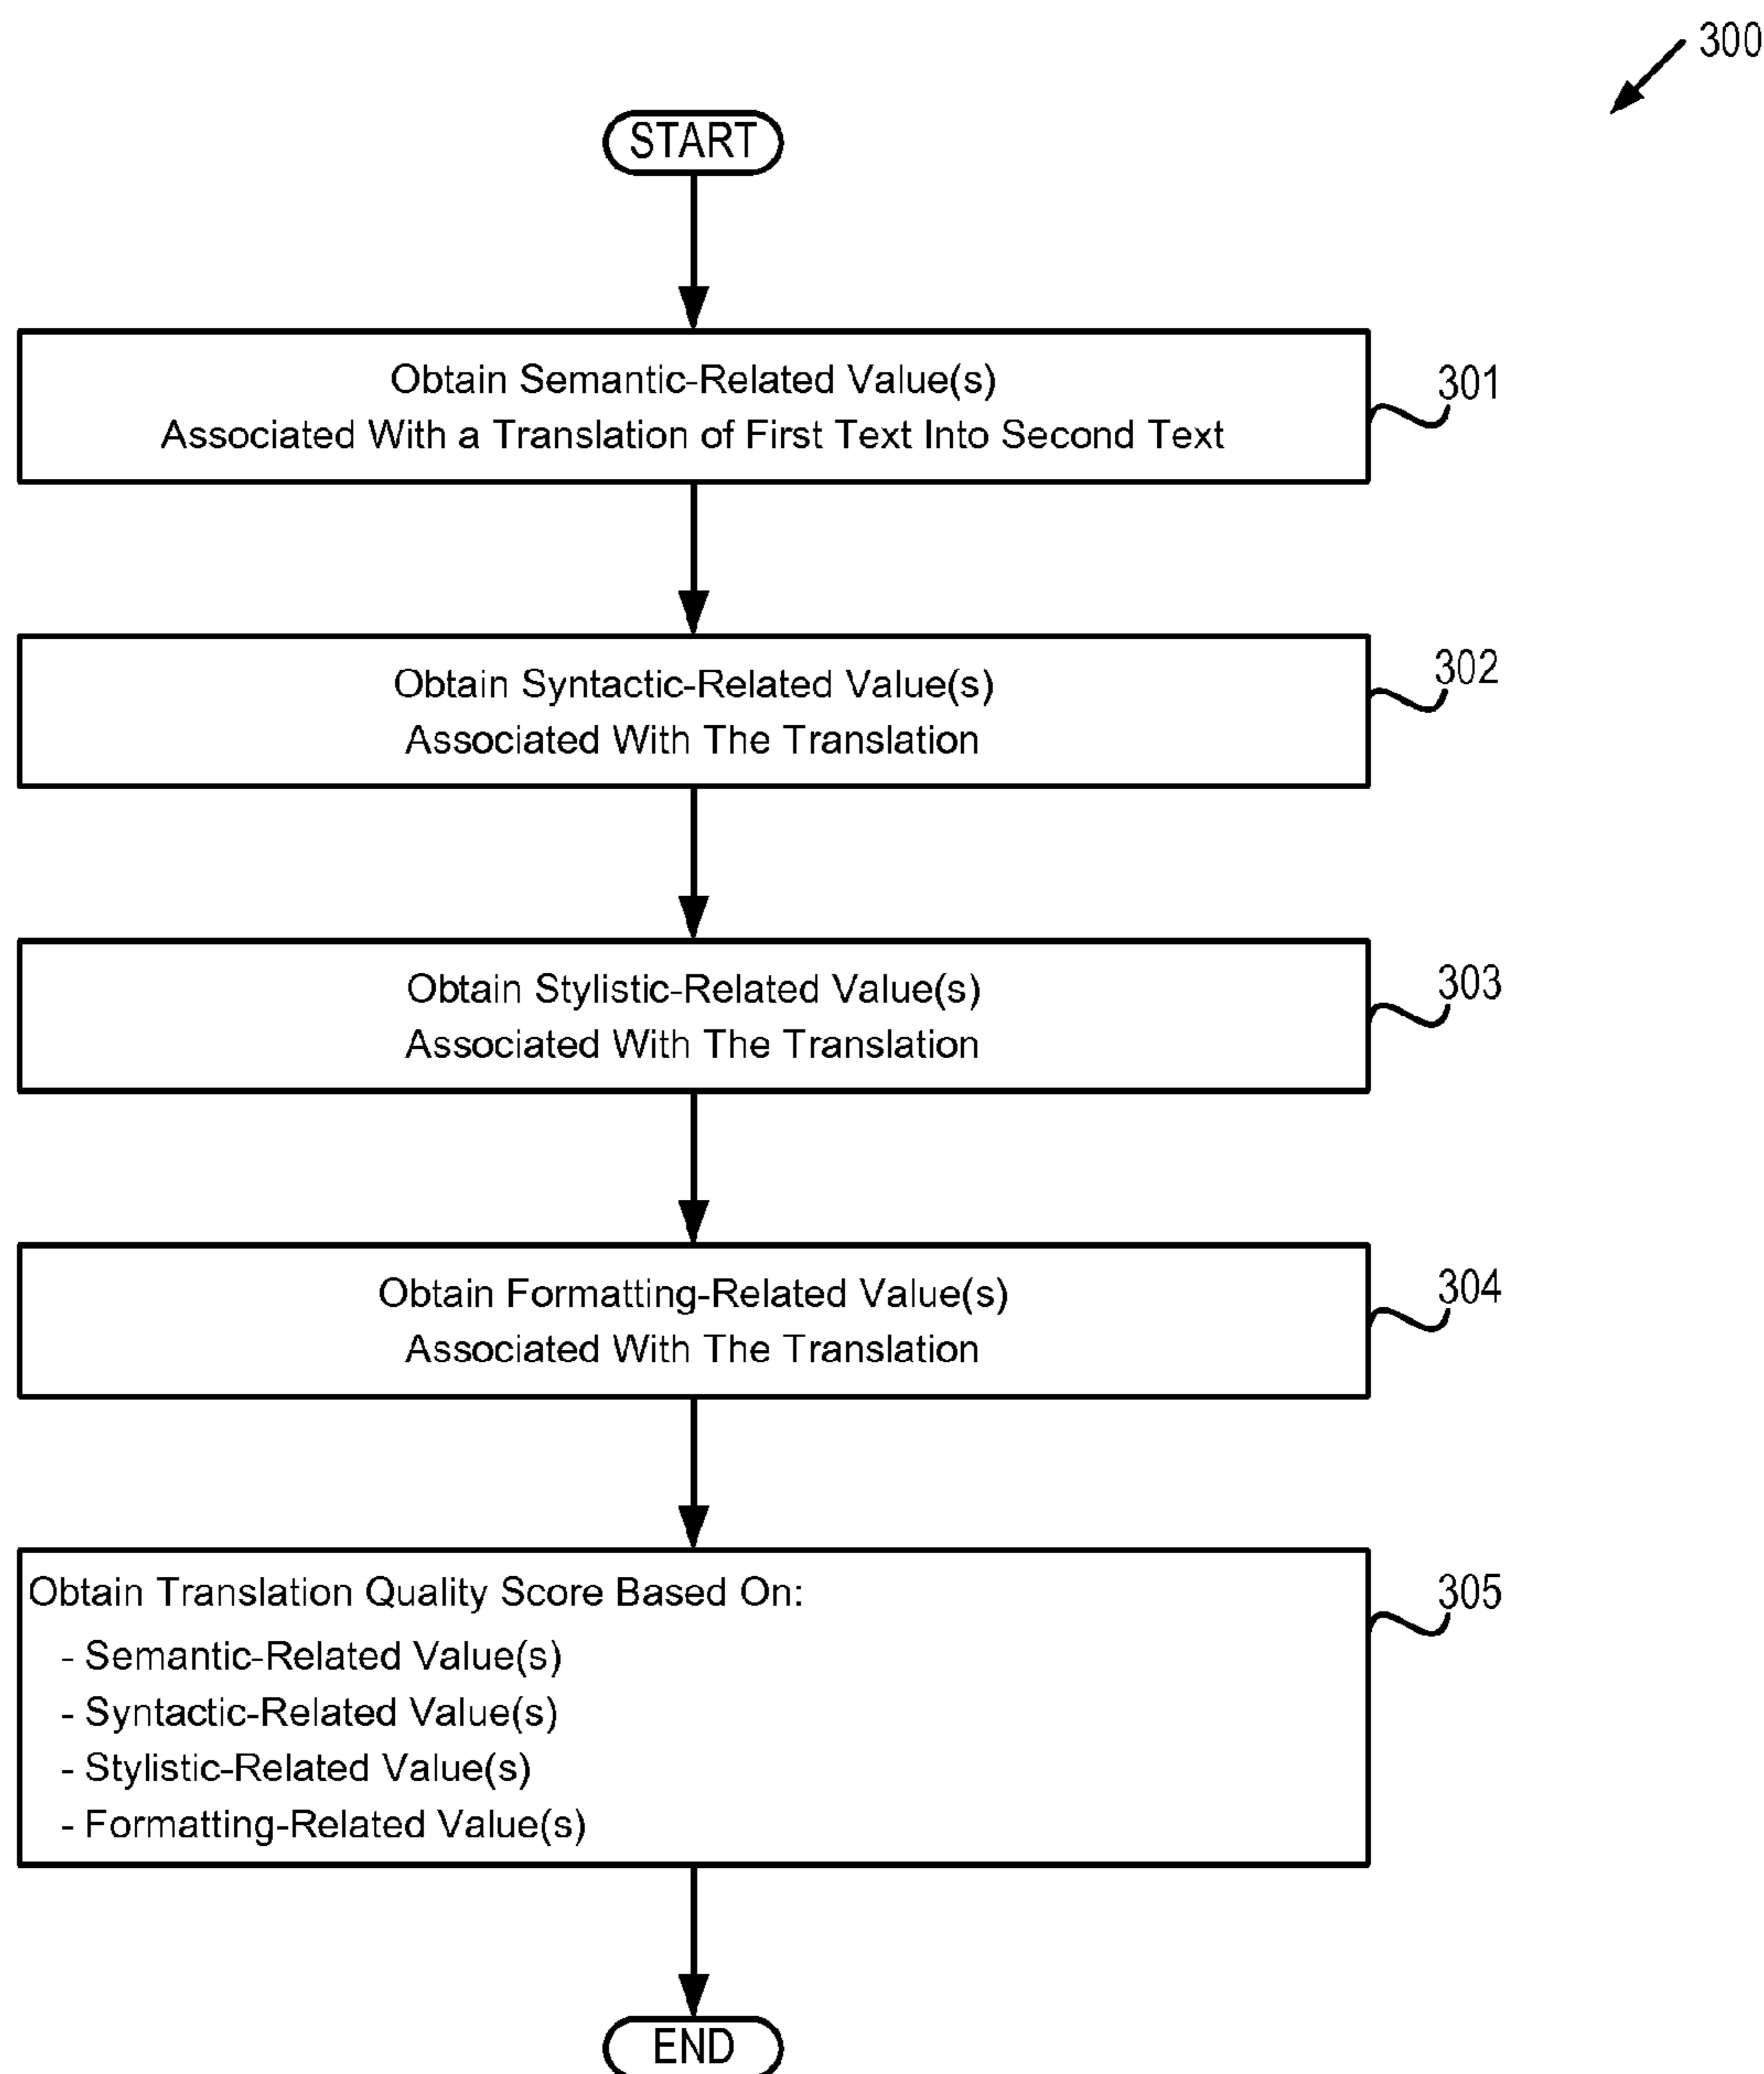 300
START
Obtain Semantic-Related Value(s)
Associated With a Translation of First Text Into Second Text
301
Obtain Syntactic-Related Value(s)
Associated With The Translation
302
Obtain Stylistic-Related Value(s)
Associated With The Translation
303
Obtain Formatting-Related Value(s)
Associated With The Translation
304
Obtain Translation Quality Score Based On:
- Semantic-Related Value(s)
- Syntactic-Related Value(s)
- Stylistic-Related Value(s)
- Formatting-Related Value(s)
305
END